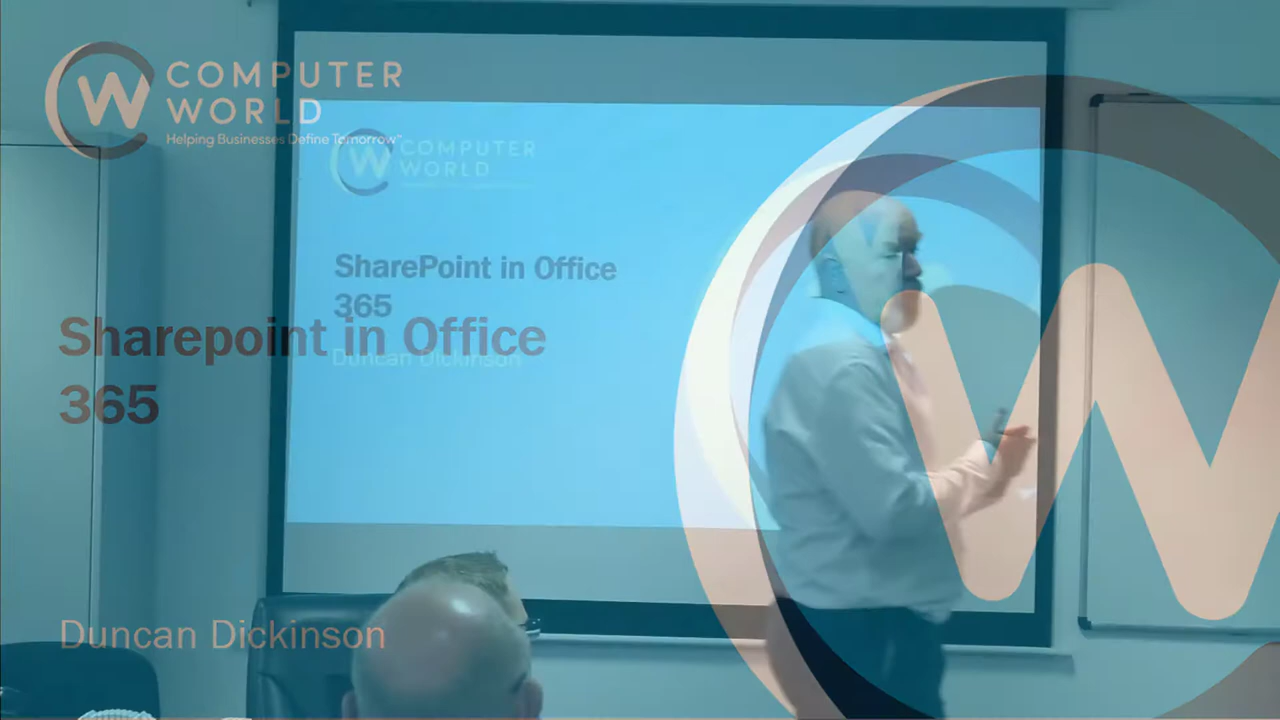 COMPUTER
WORLD
Helping Businesses Define Tomorrow™
COMPUTER
WORLD
SharePoint in Office
365
Duncan Dickinson
Sharepoint in Office
365
Duncan Dickinson